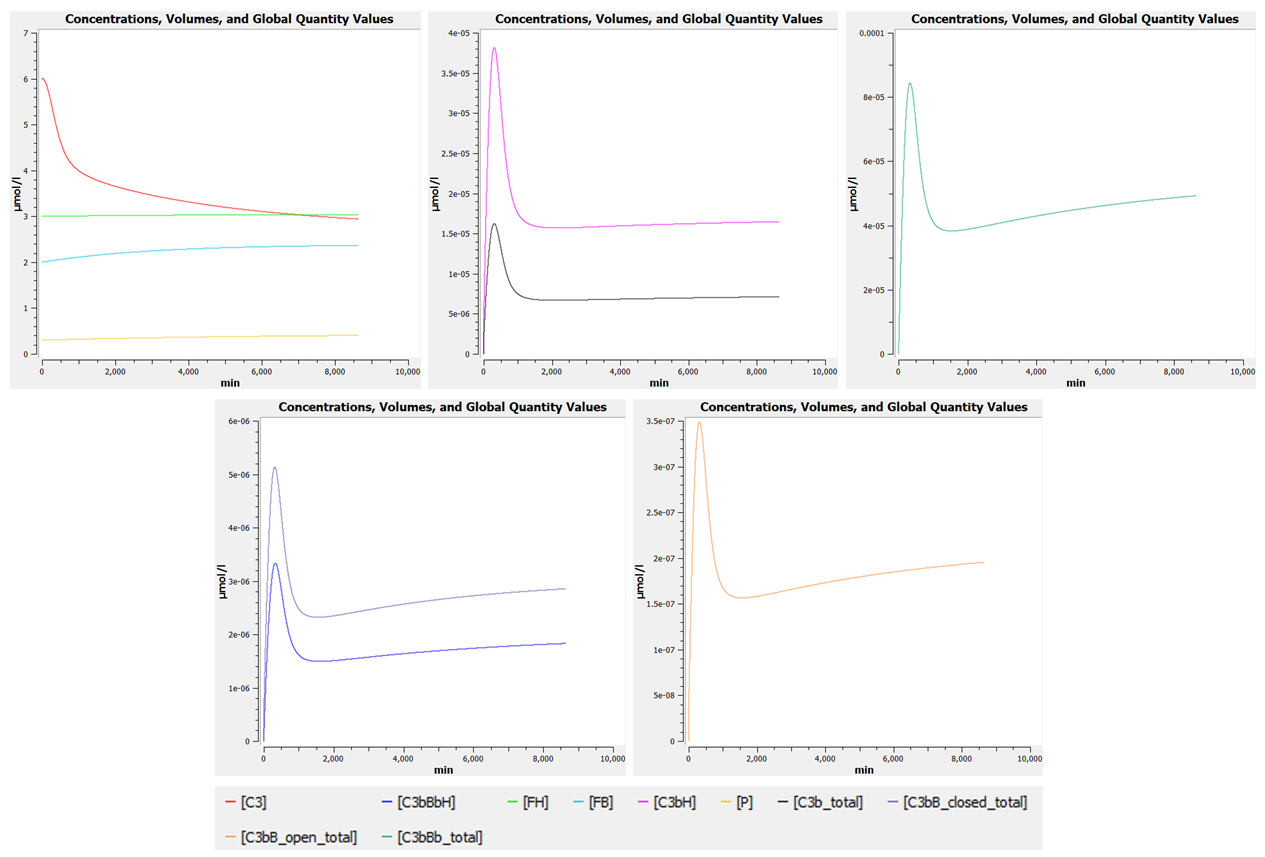 Concentrations, Volumes, and Global Quantity Values
7
6
5
4
3
2
1
0
µmol/l
0 2,000 4,000 6,000 8,000 10,000
min
Concentrations, Volumes, and Global Quantity Values
4e-05
3.5e-05
3e-05
2.5e-05
2e-05
1.5e-05
1e-05
5e-06
0
µmol/l
0 2,000 4,000 6,000 8,000 10,000
min
Concentrations, Volumes, and Global Quantity Values
0.0001
8e-05
6e-05
4e-05
2e-05
0
µmol/l
0 2,000 4,000 6,000 8,000 10,000
min
Concentrations, Volumes, and Global Quantity Values
6e-06
5e-06
4e-06
3e-06
2e-06
1e-06
0
µmol/l
0 2,000 4,000 6,000 8,000 10,000
min
Concentrations, Volumes, and Global Quantity Values
3.5e-07
3e-07
2.5e-07
2e-07
1.5e-07
1e-07
5e-08
0
µmol/l
0 2,000 4,000 6,000 8,000 10,000
min
[C3] [C3bBbH] [FH] [FB] [C3bH] [P] [C3b_total] [C3bB_closed_total]
[C3bB_open_total] [C3bBb_total]